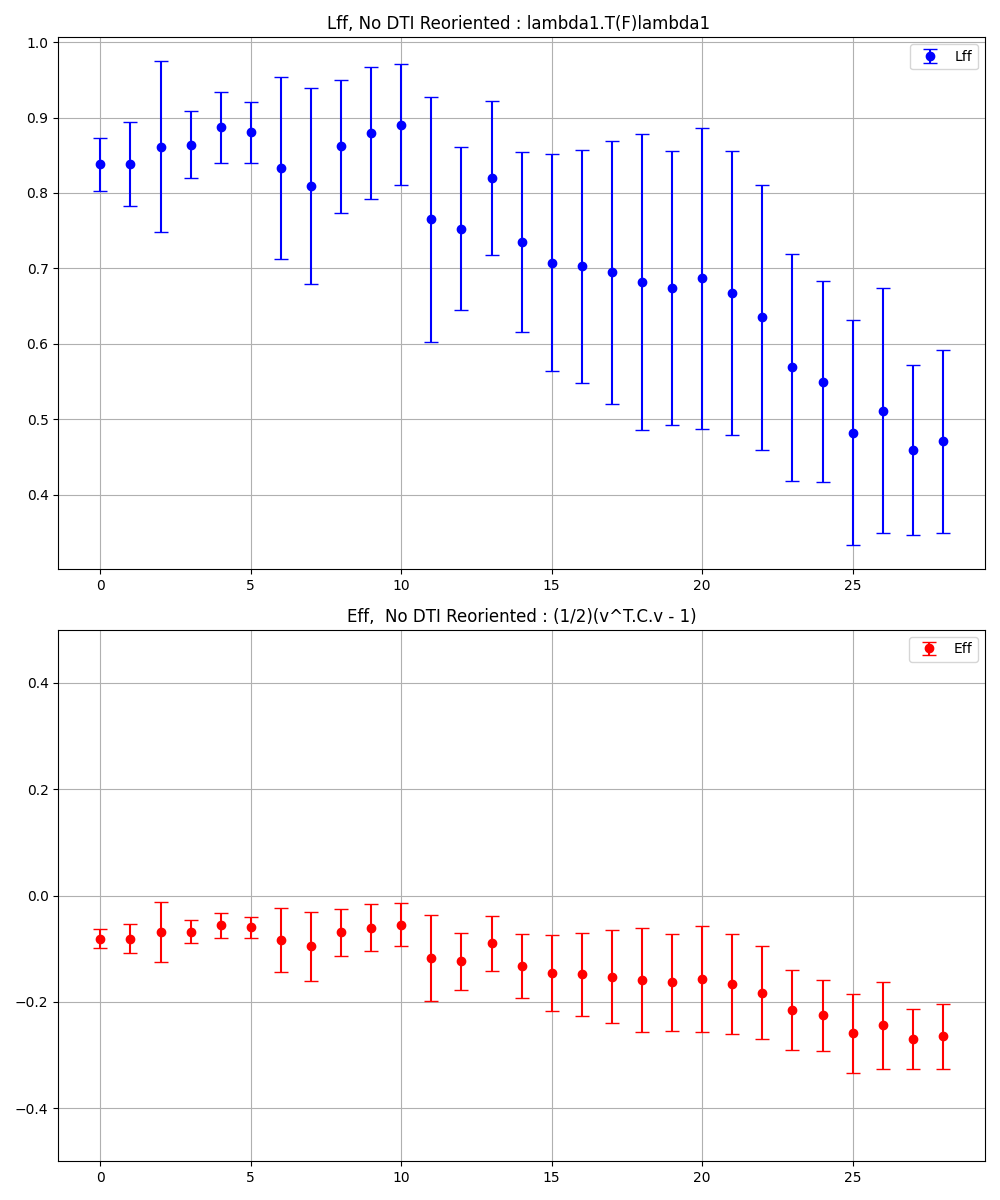 Lff, No DTI Reoriented : lambda1.T(F)lambda1
1.0
0.9
0.8
0.7
0.6
0.5
0.4
0 5 10 15 20 25
Lff
Eff,  No DTI Reoriented : (1/2)(v^T.C.v - 1)
0.4
0.2
0.0
−0.2
−0.4
0 5 10 15 20 25
Eff